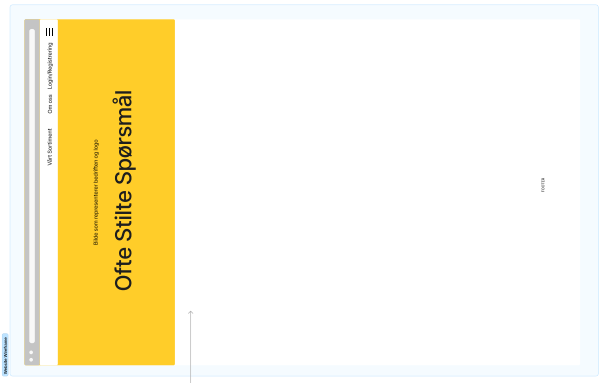 Website Wireframe
Vårt Sortiment
Om oss
Login/Registrering
Bilde som representerer bedriften og logo
Ofte Stilte Spørsmål
FOOTER